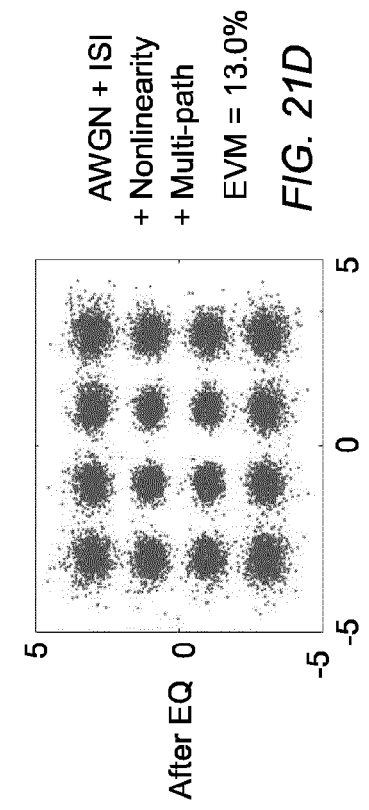 After EQ
5
0
-5
-5
0
5
AWGN + ISI
+ Nonlinearity
+ Multi-path
EVM = 13.0%
FIG. 21D